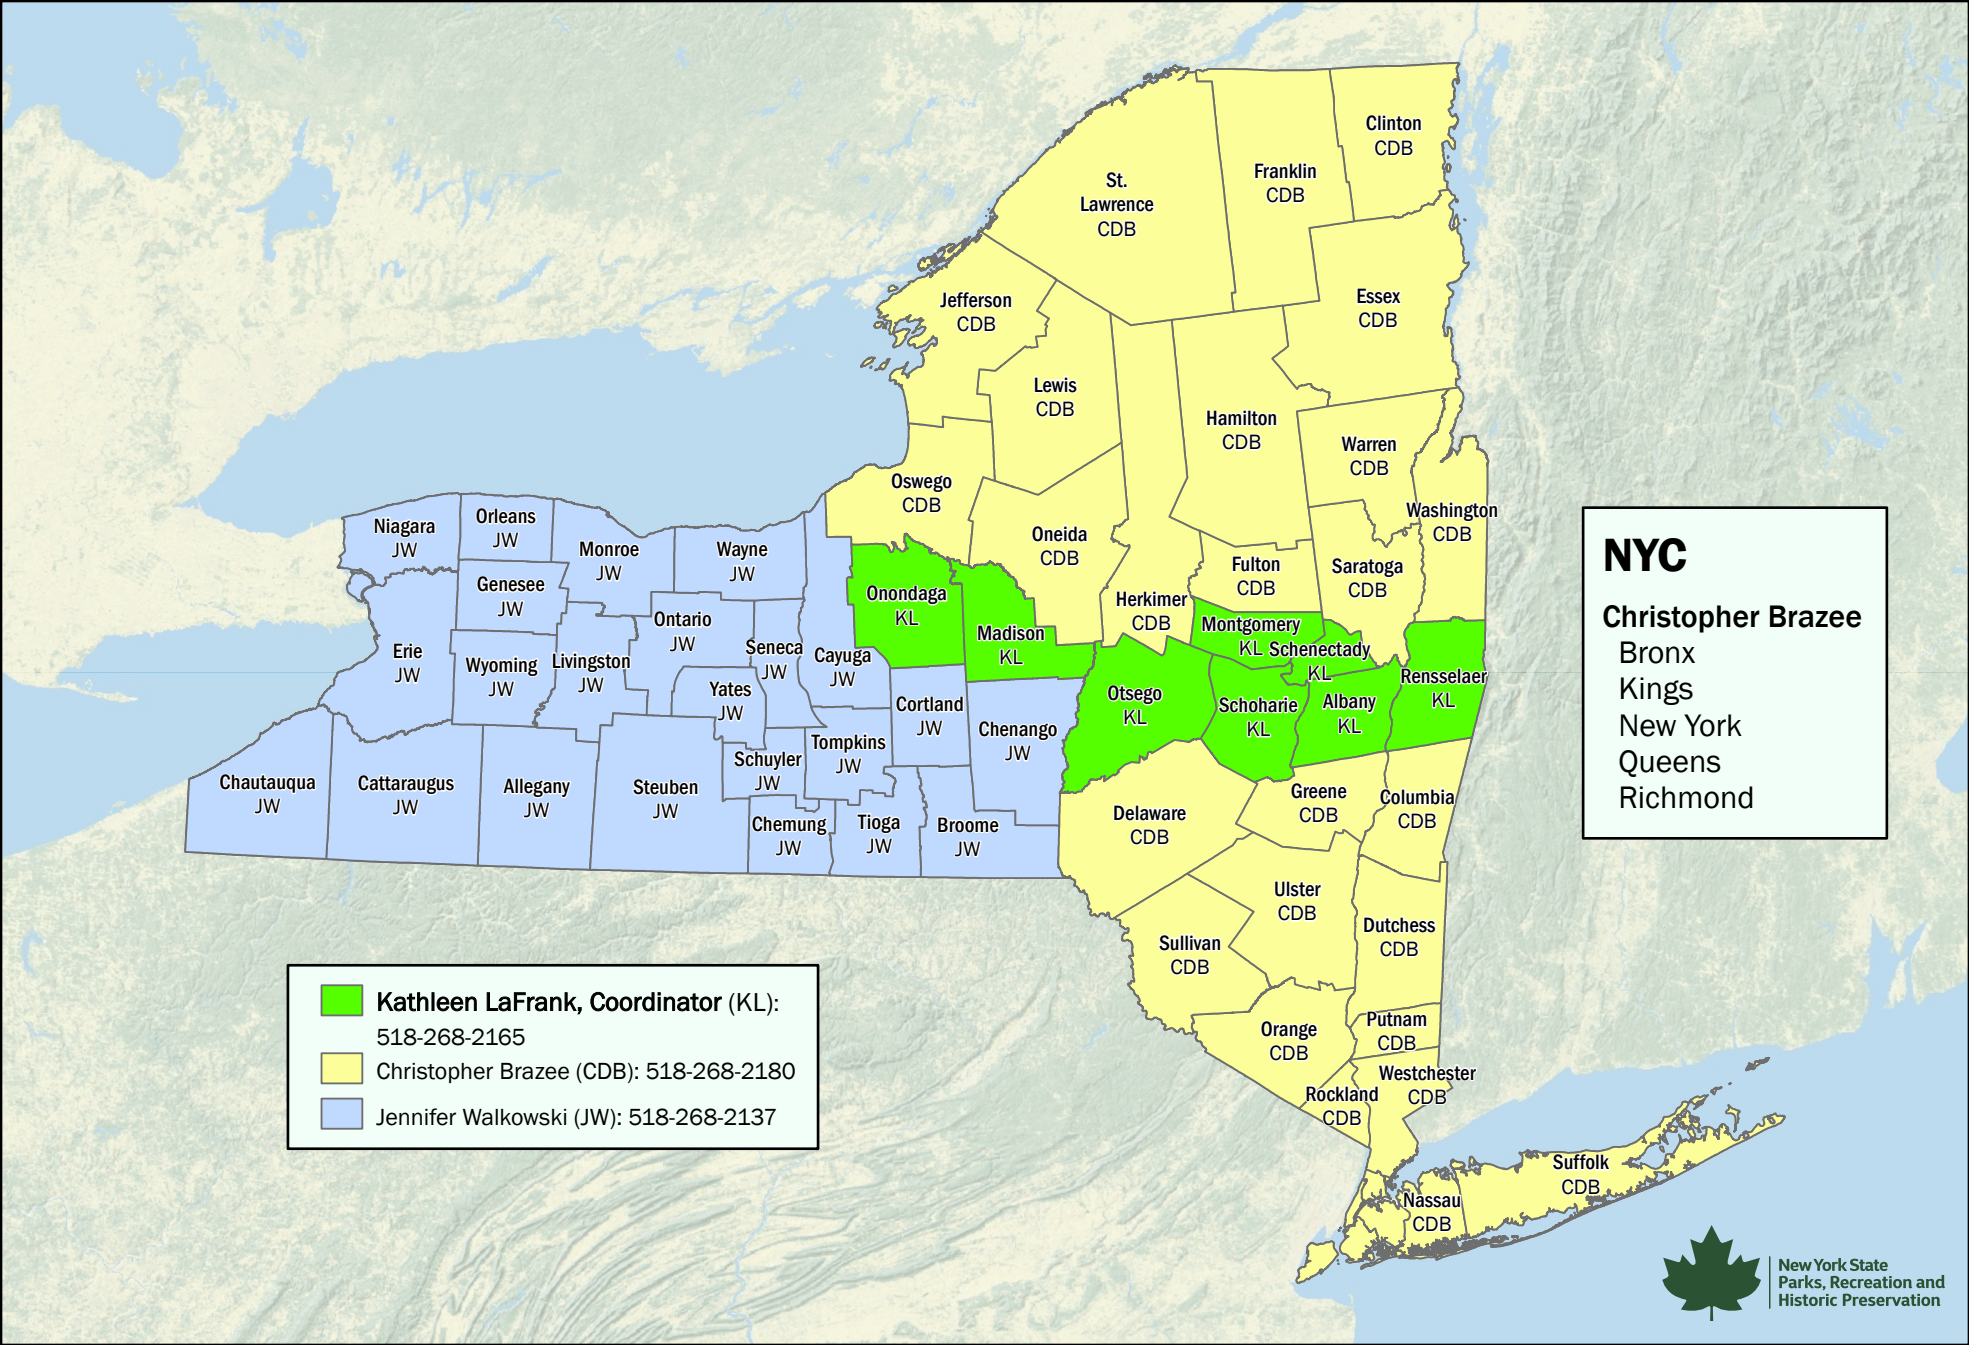 Clinton
CDB
Franklin
CDB
St.
Lawrence
CDB
Jefferson
CDB
Essex
CDB
Lewis
CDB
Hamilton
CDB
Warren
CDB
Oswego
CDB
Washington
CDB
Oneida
CDB
Saratoga
CDB
Fulton
CDB
Herkimer
CDB
Niagara
JW
Orleans
JW
Monroe
JW
Wayne
JW
Genesee
JW
Onondaga
KL
Madison
KL
Montgomery
KL
Schenectady
KL
Ontario
JW
Seneca
JW
Cayuga
JW
Erie
JW
Wyoming
JW
Livingston
JW
Yates
JW
Cortland
JW
Chenango
JW
Otsego
KL
Schoharie
KL
Albany
KL
Rensselaer
KL
Chautauqua
JW
Cattaraugus
JW
Allegany
JW
Steuben
JW
Schuyler
JW
Tompkins
JW
Chemung
JW
Tioga
JW
Broome
JW
Delaware
CDB
Greene
CDB
Columbia
CDB
Ulster
CDB
Dutchess
CDB
Sullivan
CDB
Orange
CDB
Putnam
CDB
Westchester
CDB
Rockland
CDB
Suffolk
CDB
Nassau
CDB
NYC
Christopher Brazee
Bronx
Kings
New York
Queens
Richmond
Kathleen LaFrank, Coordinator (KL):
518-268-2165
Christopher Brazee (CDB): 518-268-2180
Jennifer Walkowski (JW): 518-268-2137
New York State
Parks, Recreation and
Historic Preservation